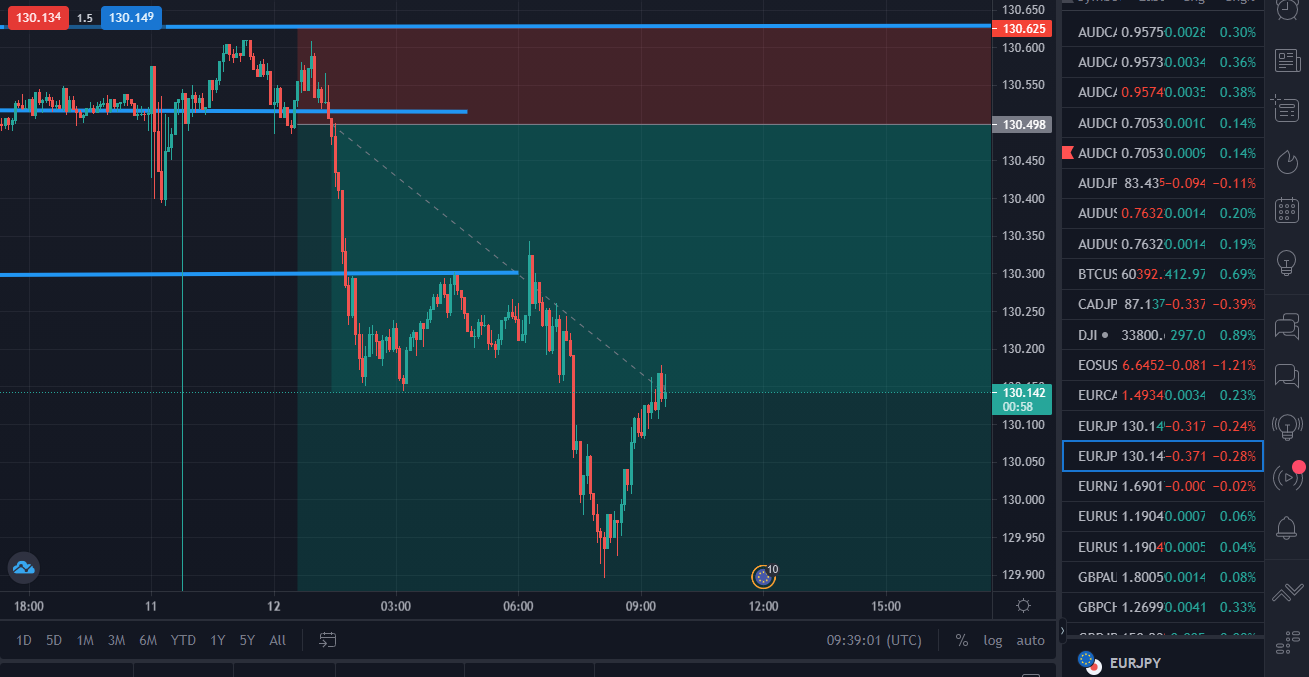 130.134 1.5 130.149
130.650
130.625
130.600
130.550
130.498
130.450
130.400
130.350
130.300
130.250
130.200
130.142
00:58
130.100
130.050
130.000
129.950
129.900
10
18:00 11 12 03:00 06:00 09:00 12:00 15:00
1D 5D 1M 3M 6M YTD 1Y 5Y All 09:39:01 (UTC) % log auto
AUDCA 0.9575 0.0028 0.30%
AUDCA 0.9573 0.0034 0.36%
AUDCA 0.9574 0.0035 0.38%
AUDCH 0.7053 0.0010 0.14%
AUDCH 0.7053 0.0009 0.14%
AUDJP 83.435 −0.094 −0.11%
AUDUS 0.7632 0.0014 0.20%
AUDUS 0.7632 0.0014 0.19%
BTCUS 60392. 412.97 0.69%
CADJP 87.137 −0.337 −0.39%
DJI 33800. 297.0 0.89%
EOSUS 6.6452 −0.081 −1.21%
EURCA 1.4934 0.0034 0.23%
EURJP 130.14 −0.317 −0.24%
EURJP 130.14 −0.371 −0.28%
EURNZ 1.6901 −0.000 −0.02%
EURUS 1.1904 0.0007 0.06%
EURUS 1.1904 0.0005 0.04%
GBPAU 1.8005 0.0014 0.08%
GBPCH 1.2699 0.0041 0.33%
EURJPY